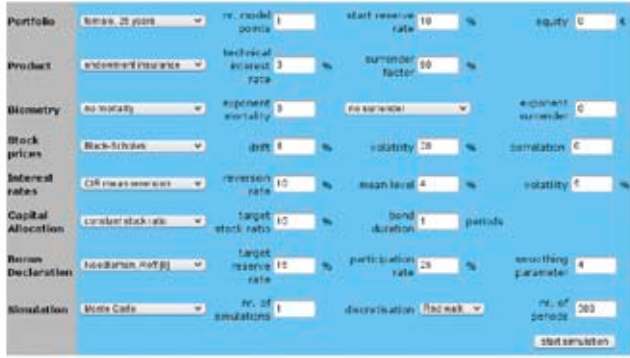 Portfolio female, 25 years nr. model points 1 start reserve rate 10 % equity 0 €
Product endowment insurance technical interest rate 3 % surrender factor 90 %
Biometry no mortality exponent mortality 0 no surrender exponent surrender 0
Stock prices Black-Scholes drift 8 % volatility 20 % correlation 0
Interest rates CIR mean reversion reversion rate 10 % mean level 4 % volatility 5 %
Capital Allocation constant stock ratio target stock ratio 10 % bond duration 1 periods
Bonus Declaration target reserve rate 15 % participation rate 25 % smoothing parameter 4
Simulation Monte Carlo nr. of simulations 1 discretisation nr. of periods 300
start simulation